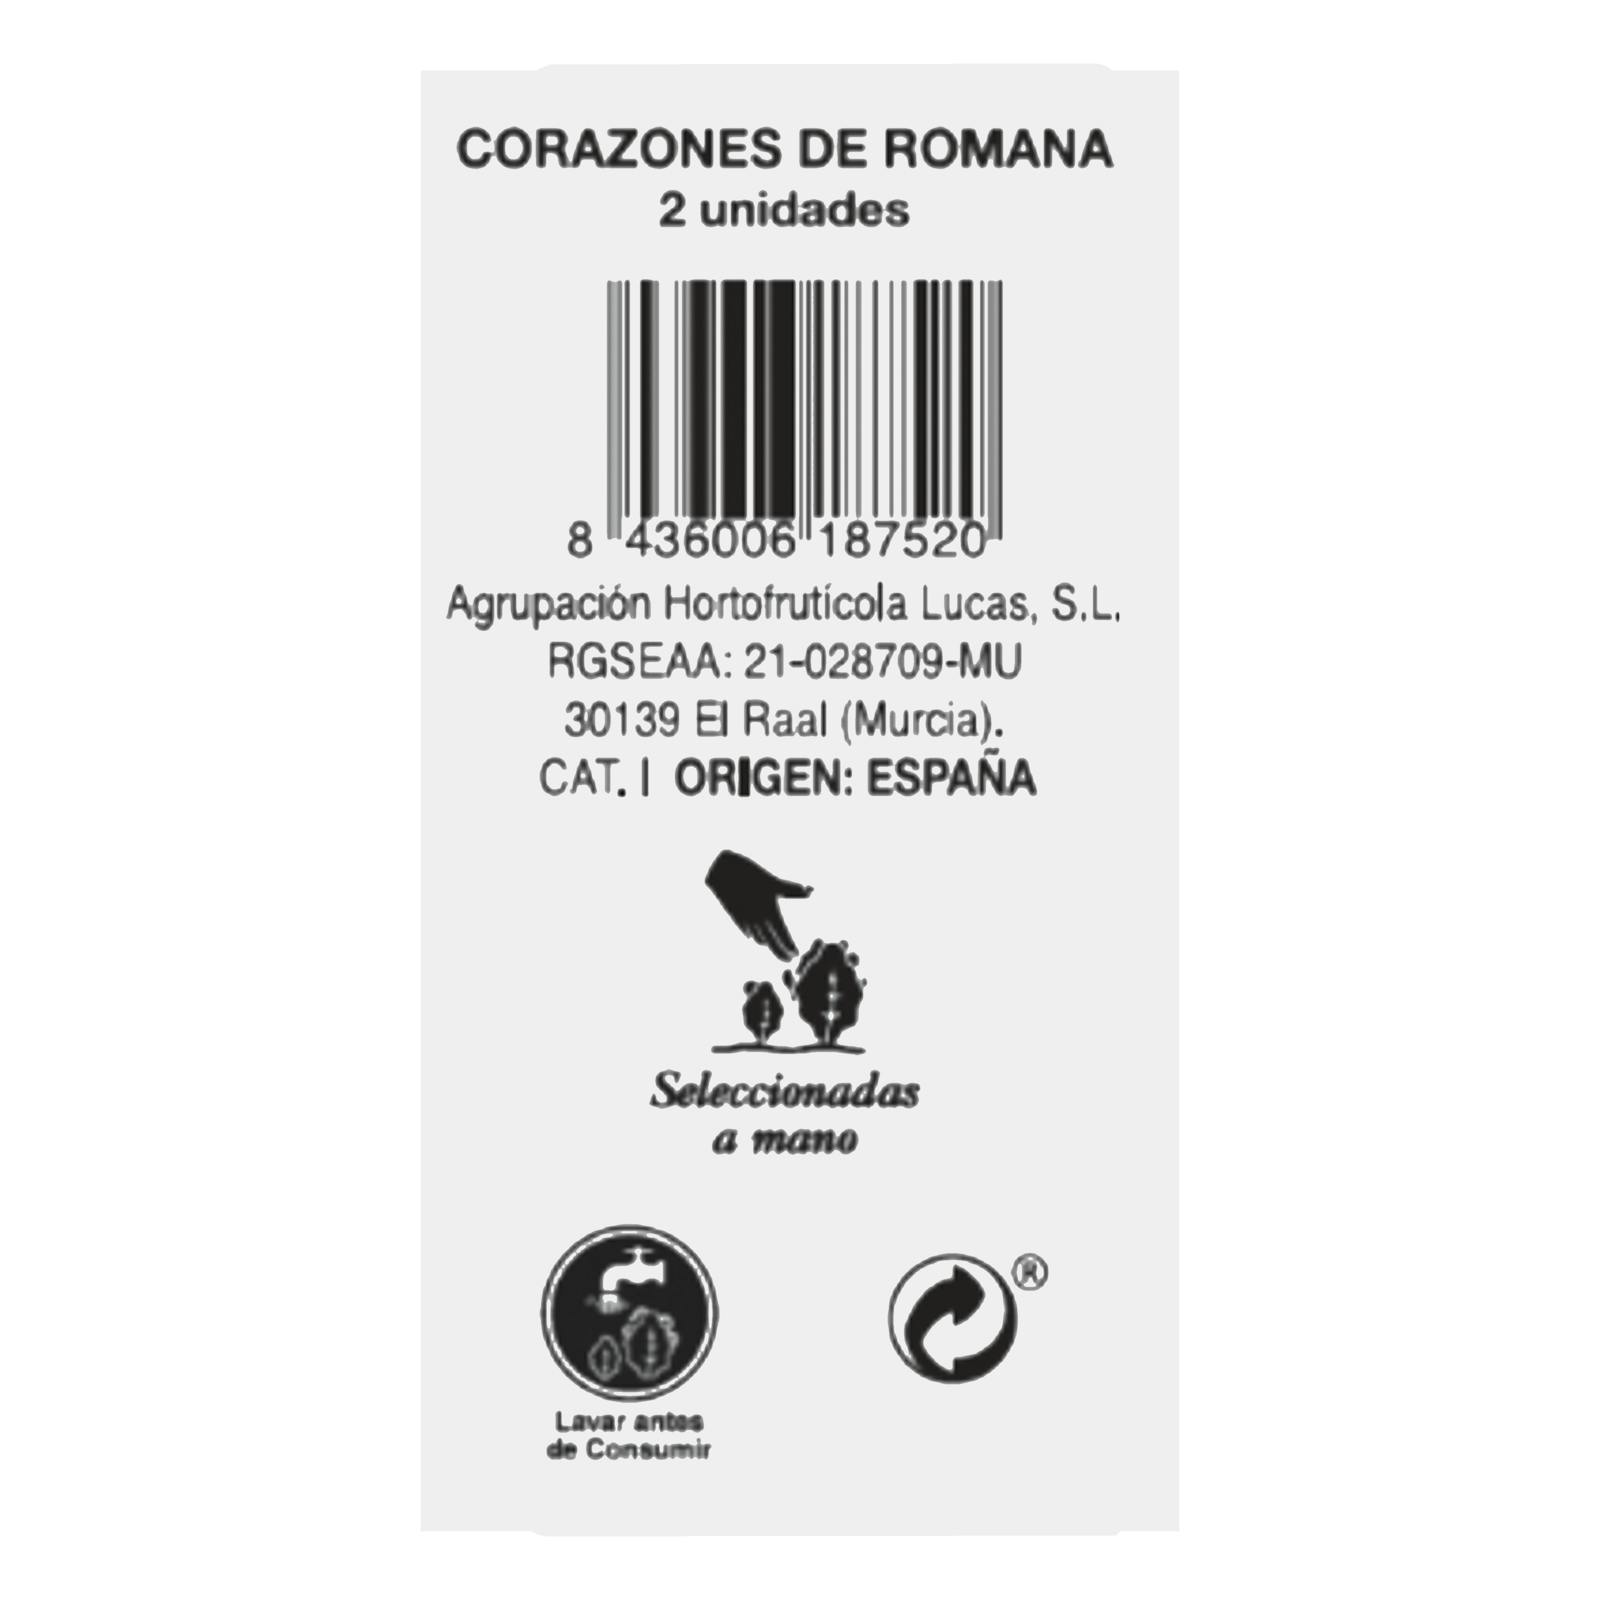 CORAZONES DE ROMANA
2 unidades
8 436006 187520
Agrupación Hortofrutícola Lucas, S.L.
RGSEAA: 21-028709-MU
30139 El Raal (Murcia).
CAT. I ORIGEN: ESPAÑA
Seleccionadas
a mano
®
Lavar antes
de Consumir